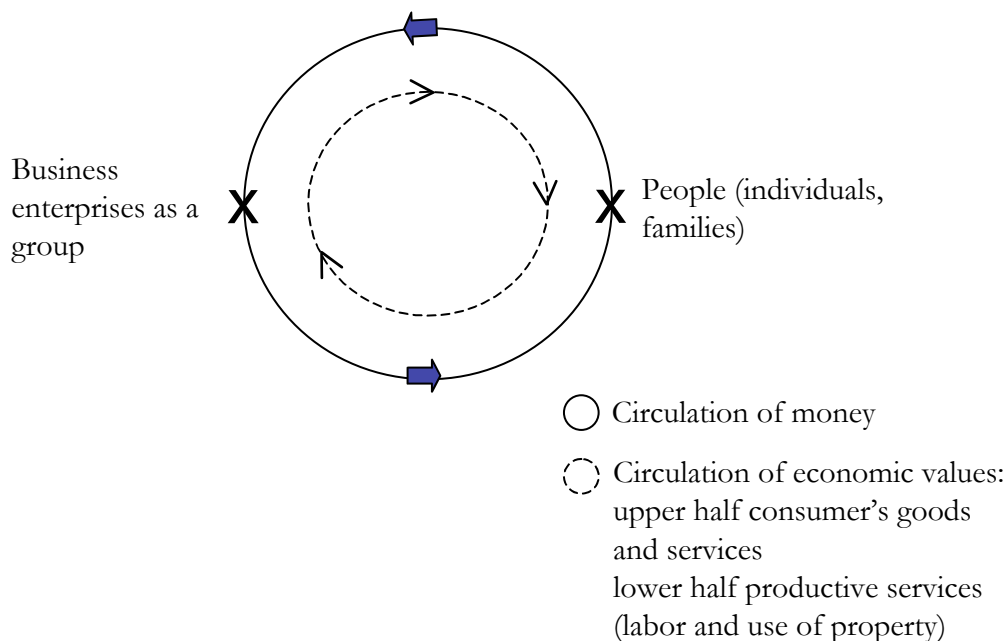 Business
enterprises as a
group
X
X
People (individuals,
families)
Circulation of money
Circulation of economic values:
upper half consumer's goods
and services
lower half productive services
(labor and use of property)